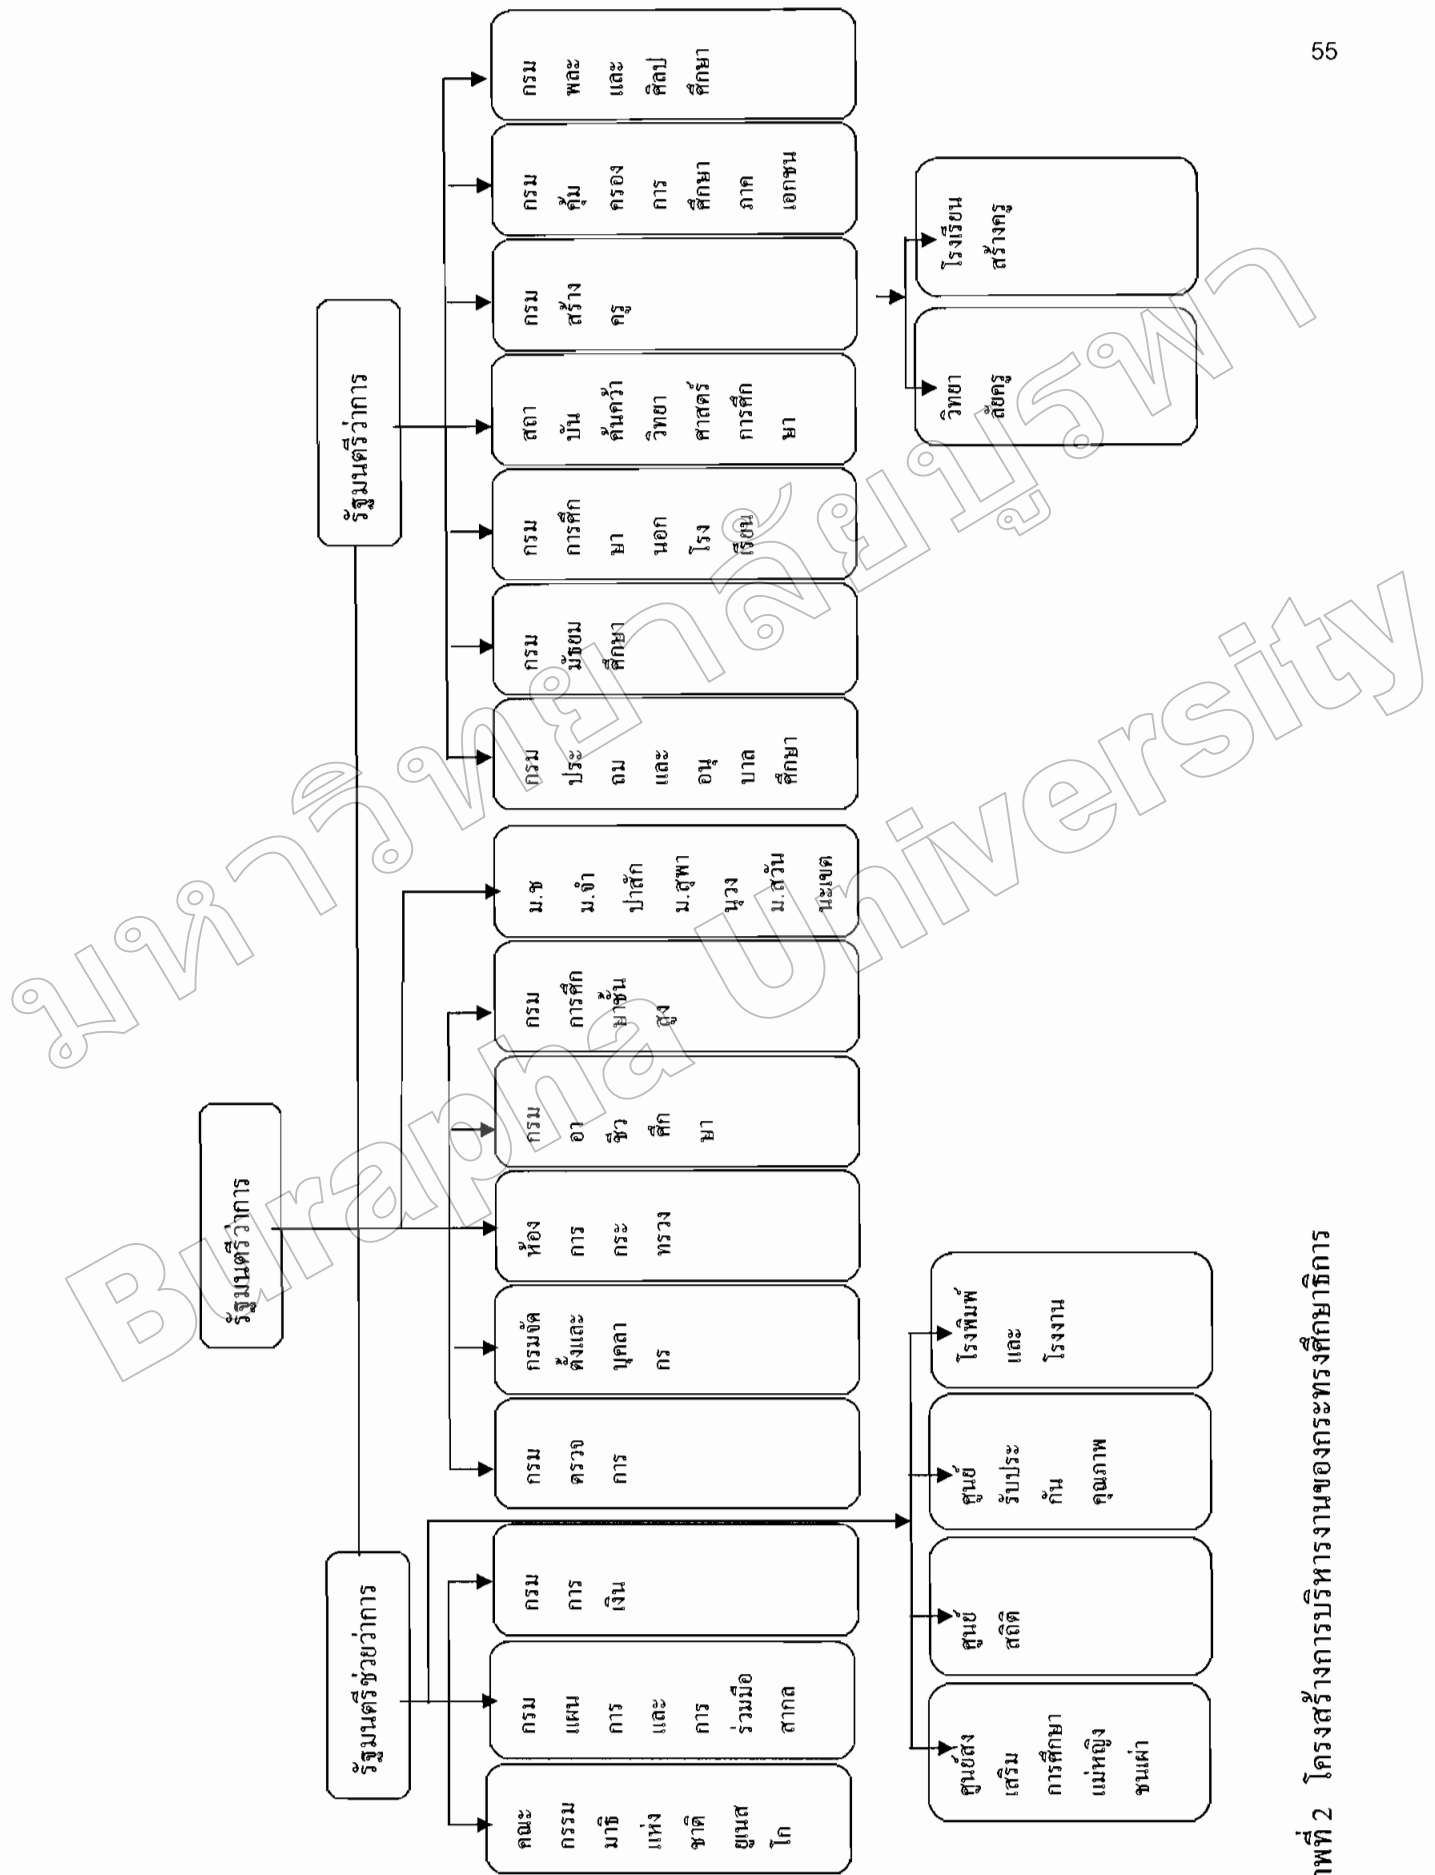 55
รัฐมนตรีว่าการ
รัฐมนตรีช่วยว่าการ
รัฐมนตรีว่าการ
คณะ
กรรม
มาธิ
แห่ง
ชาติ
ยูเนส
โก
กรม
แผน
การ
และ
การ
ร่วมมือ
สากล
กรม
การ
เงิน
กรม
ตรวจ
การ
กรมจัด
ตั้งและ
บุคลา
กร
ห้อง
การ
กระ
ทรวง
กรม
อา
ชีว
ศึก
ษา
กรม
การศึก
ษาชั้น
สูง
ม.ช
ม.จำ
ปาสัก
ม.สุพา
นุวง
ม.สวัน
นะเขต
กรม
ประ
ถม
และ
อนุ
บาล
ศึกษา
กรม
มัธยม
ศึกษา
กรม
การศึก
ษา
นอก
โรง
เรียน
สถา
บัน
ค้นคว้า
วิทยา
ศาสตร์
การศึก
ษา
กรม
สร้าง
ครู
กรม
คุ้ม
ครอง
การ
ศึกษา
ภาค
เอกชน
กรม
พละ
และ
ศิลป
ศึกษา
ศูนย์สง
เสริม
การศึกษา
แม่หญิง
ชนเผ่า
ศูนย์
สถิติ
ศูนย์
รับประ
กัน
คุณภาพ
โรงพิมพ์
และ
โรงงาน
วิทยา
ลัยครู
โรงเรียน
สร้างครู
าพที่ 2 โครงสร้างการบริหารงานของกระทรงศึกษาธิการ
มหาวิทยาลัยบูรพา
Burapha University